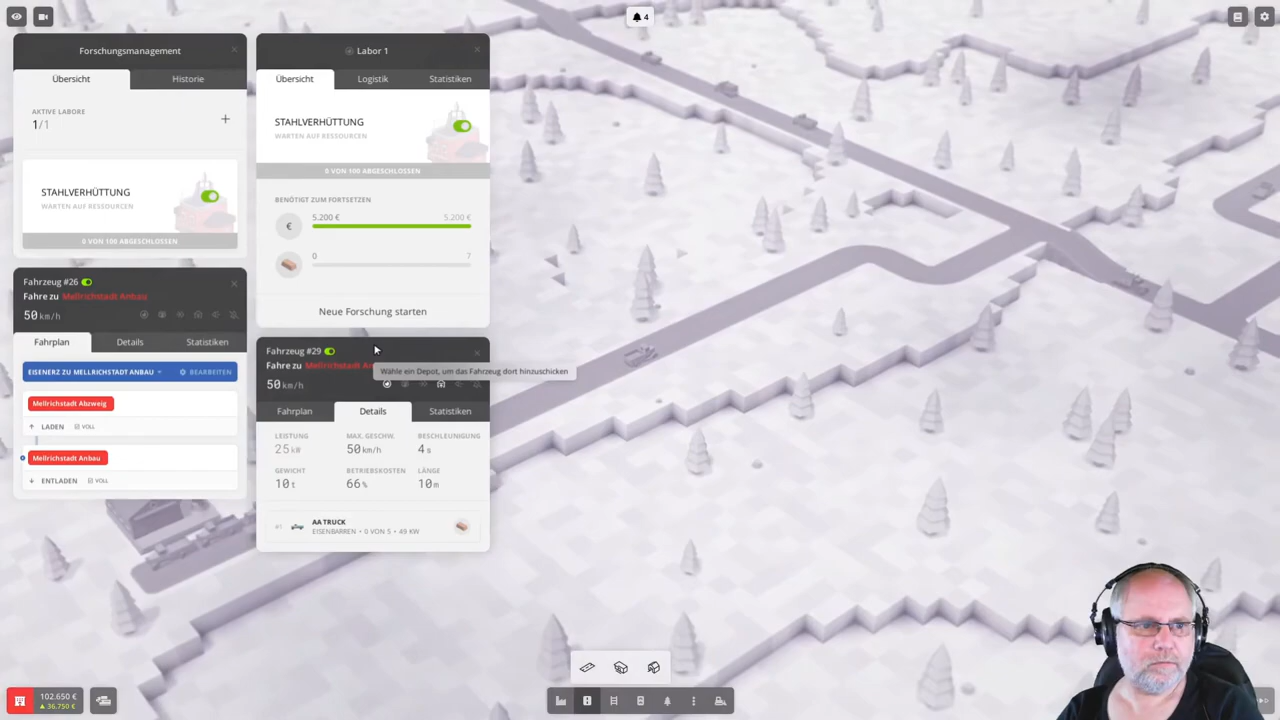 4
Forschungsmanagement
Übersicht
Historie
AKTIVE LABORE
1/1
STAHLVERHÜTTUNG
WARTEN AUF RESSOURCEN
0 VON 100 ABGESCHLOSSEN
Labor 1
Übersicht
Logistik
Statistiken
STAHLVERHÜTTUNG
WARTEN AUF RESSOURCEN
0 VON 100 ABGESCHLOSSEN
BENÖTIGT ZUM FORTSETZEN
€
5.200 €
5.200 €
0
7
Neue Forschung starten
Fahrzeug #26
Fahre zu Mellrichstadt Anbau
50 km/h
Fahrplan
Details
Statistiken
EISENERZ ZU MELLRICHSTADT ANBAU
BEARBEITEN
Mellrichstadt Abzweig
LADEN
VOLL
Mellrichstadt Anbau
ENTLADEN
VOLL
Fahrzeug #29
Fahre zu Mellrichstadt
Wähle ein Depot, um das Fahrzeug dort hinzuschicken
50 km/h
Fahrplan
Details
Statistiken
LEISTUNG
MAX. GESCHW.
BESCHLEUNIGUNG
25 kW
50 km/h
4 s
GEWICHT
BETRIEBSKOSTEN
LÄNGE
10 t
66 %
10 m
#1
AA TRUCK
EISENBARREN • 0 VON 5 • 49 KW
102.650 €
▲ 36.750 €